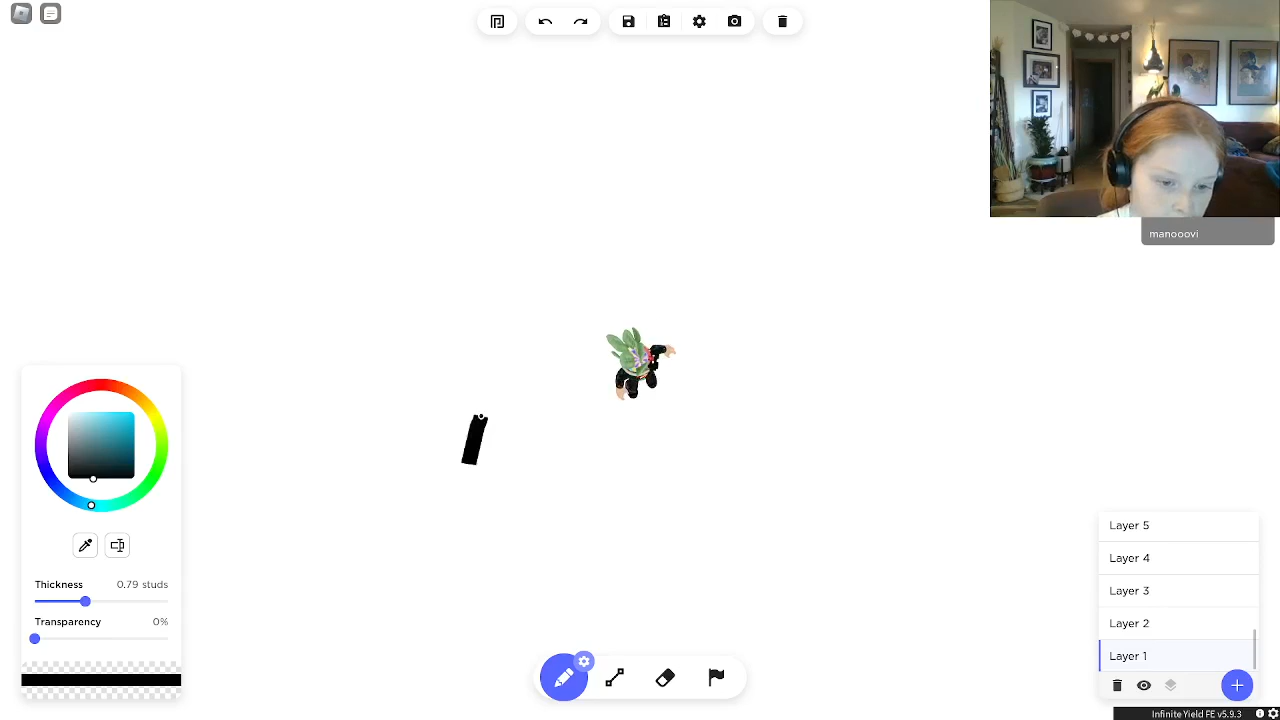 manooovi
Thickness 0.79 studs
Transparency 0%
Layer 5
Layer 4
Layer 3
Layer 2
Layer 1
Infinite Yield FE v5.9.3